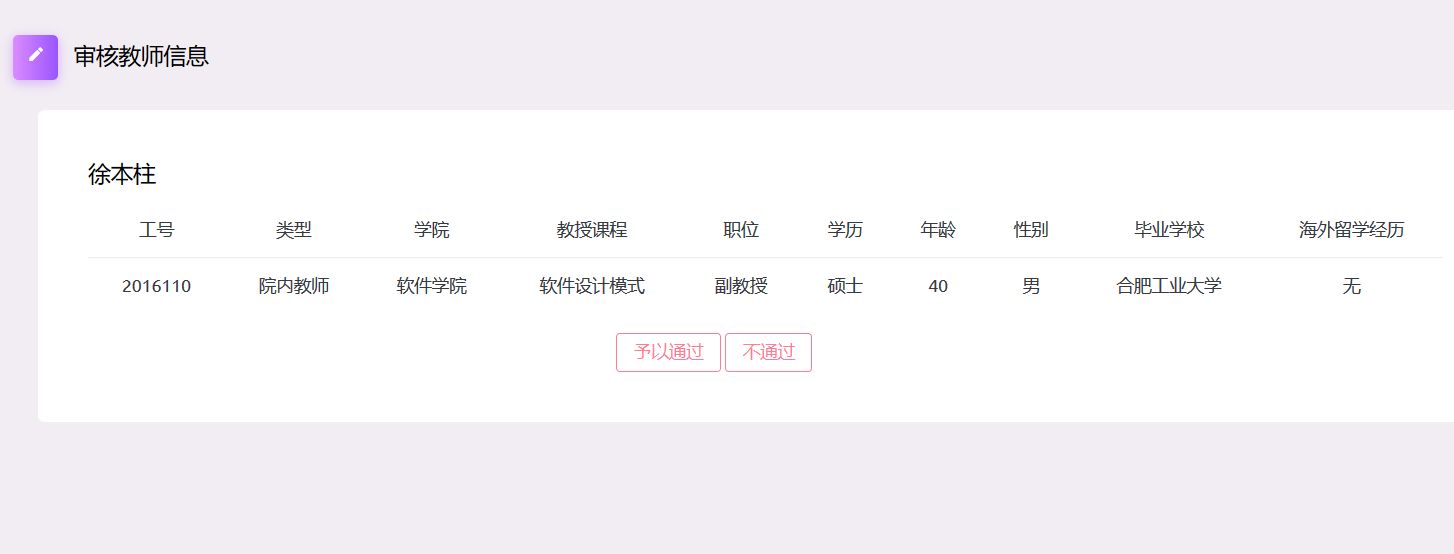 审核教师信息
徐本柱
工号 类型 学院 教授课程 职位 学历 年龄 性别 毕业学校 海外留学经历
2016110 院内教师 软件学院 软件设计模式 副教授 硕士 40 男 合肥工业大学 无
予以通过 不通过